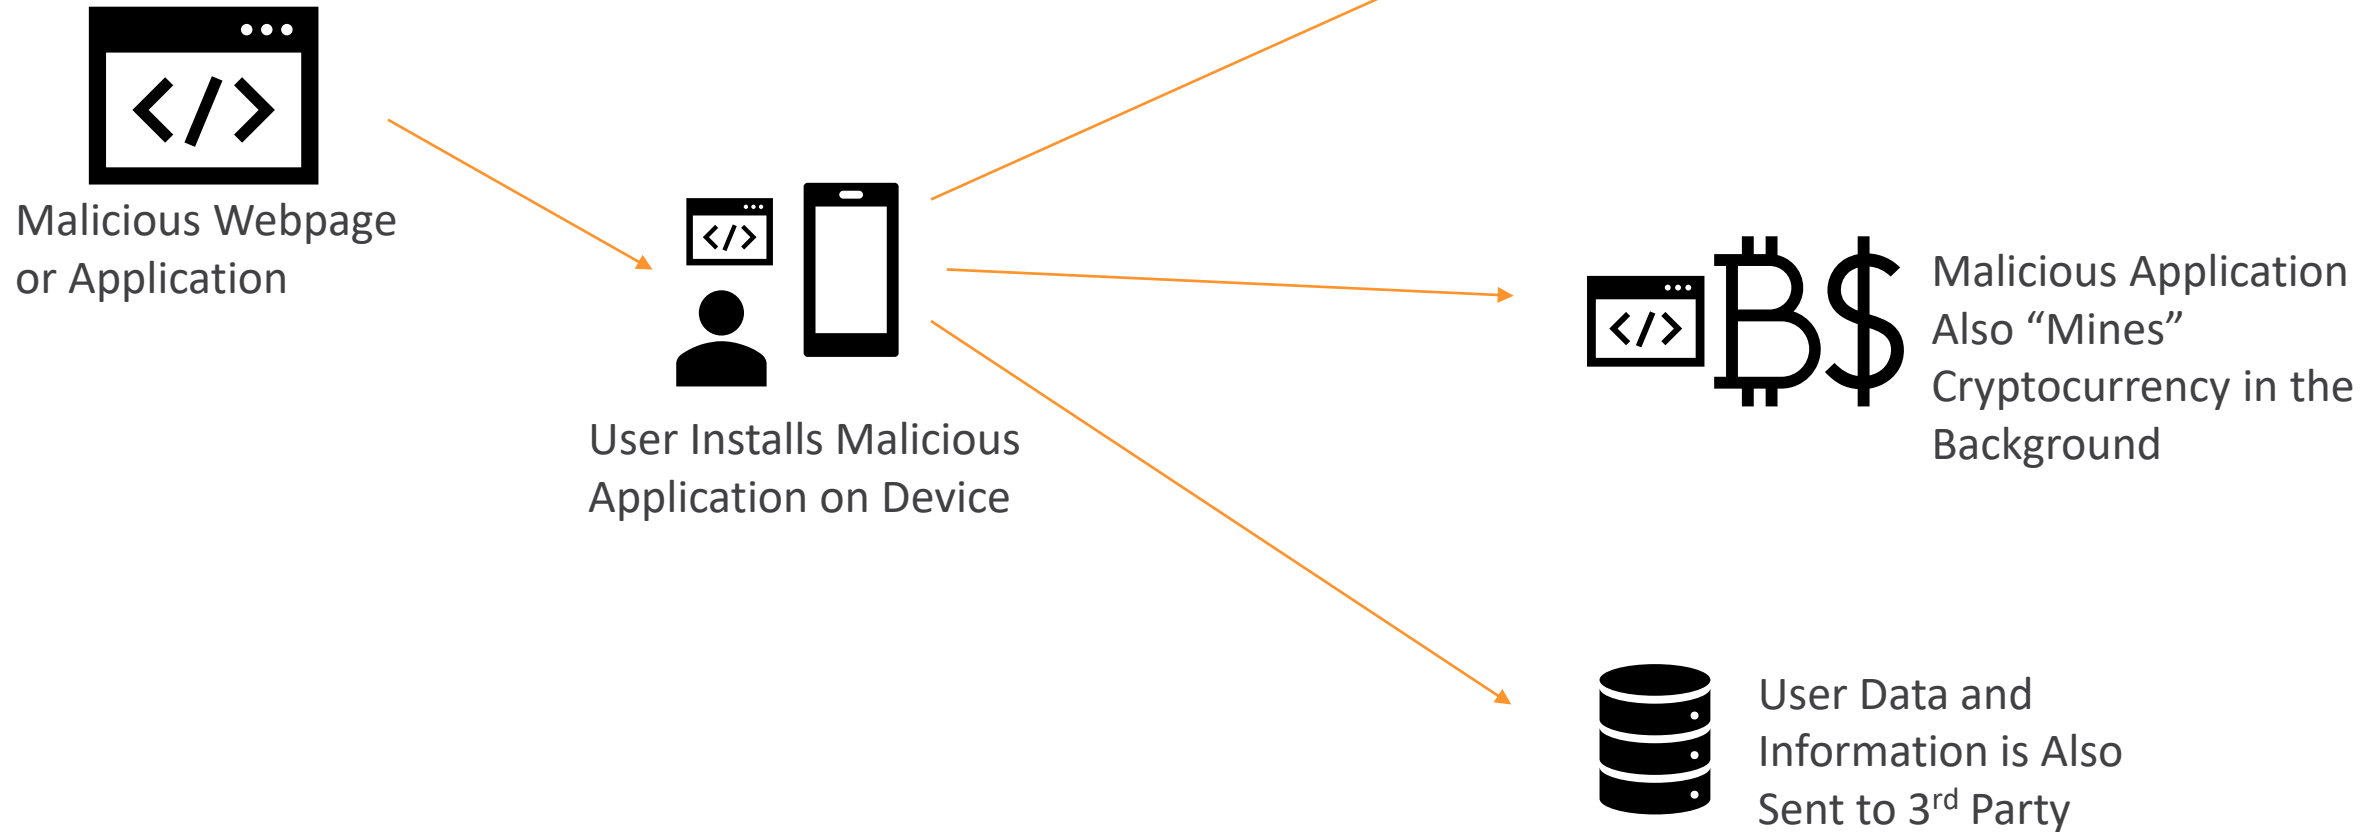 Malicious Webpage
or Application
User Installs Malicious
Application on Device
Malicious Application
Also “Mines”
Cryptocurrency in the
Background
User Data and
Information is Also
Sent to 3rd Party